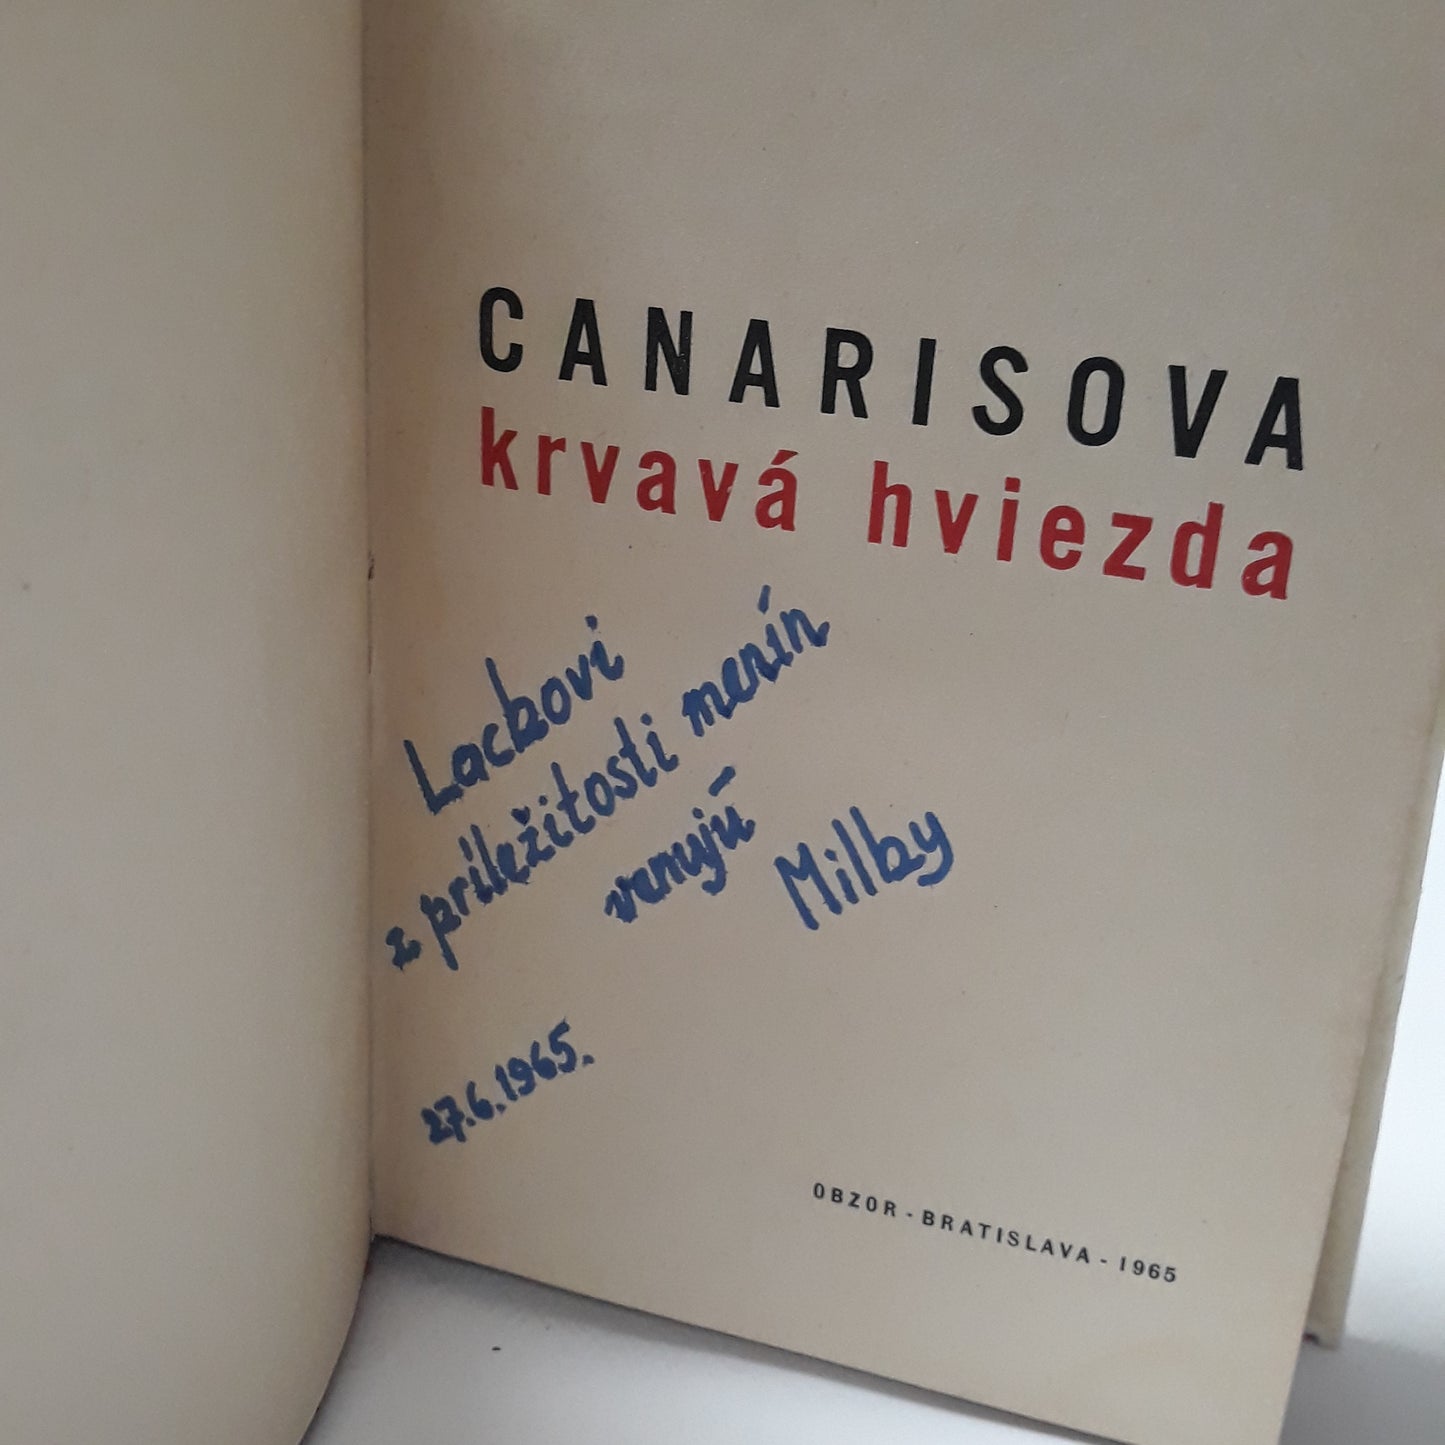 CANARISOVA
krvavá hviezda
Lackovi
z príležitosti menín
venujú
Milby
27.6.1965.
OBZOR - BRATISLAVA - 1965